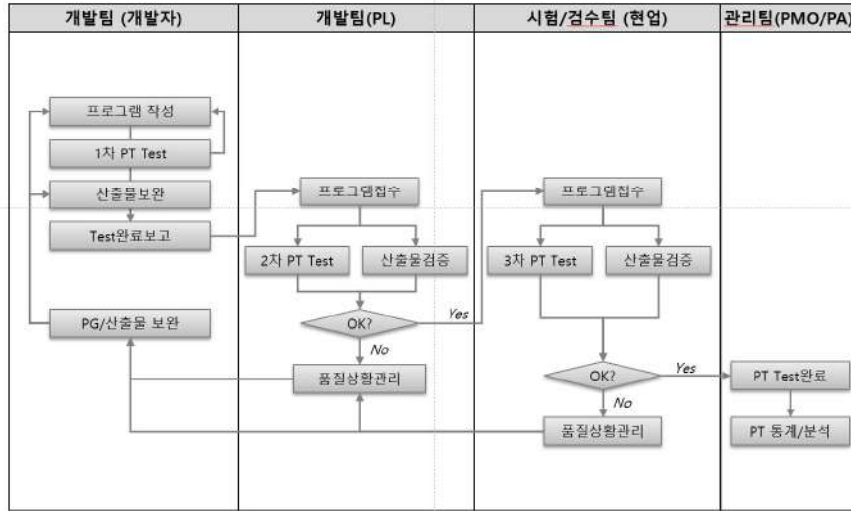 개발팀 (개발자)
개발팀(PL)
시험/검수팀 (현업)
관리팀(PMO/PA)
프로그램 작성
1차 PT Test
산출물보완
Test완료보고
PG/산출물 보완
프로그램접수
2차 PT Test
산출물검증
OK?
Yes
No
품질상황관리
프로그램접수
3차 PT Test
산출물검증
OK?
Yes
No
품질상황관리
PT Test완료
PT 통계/분석